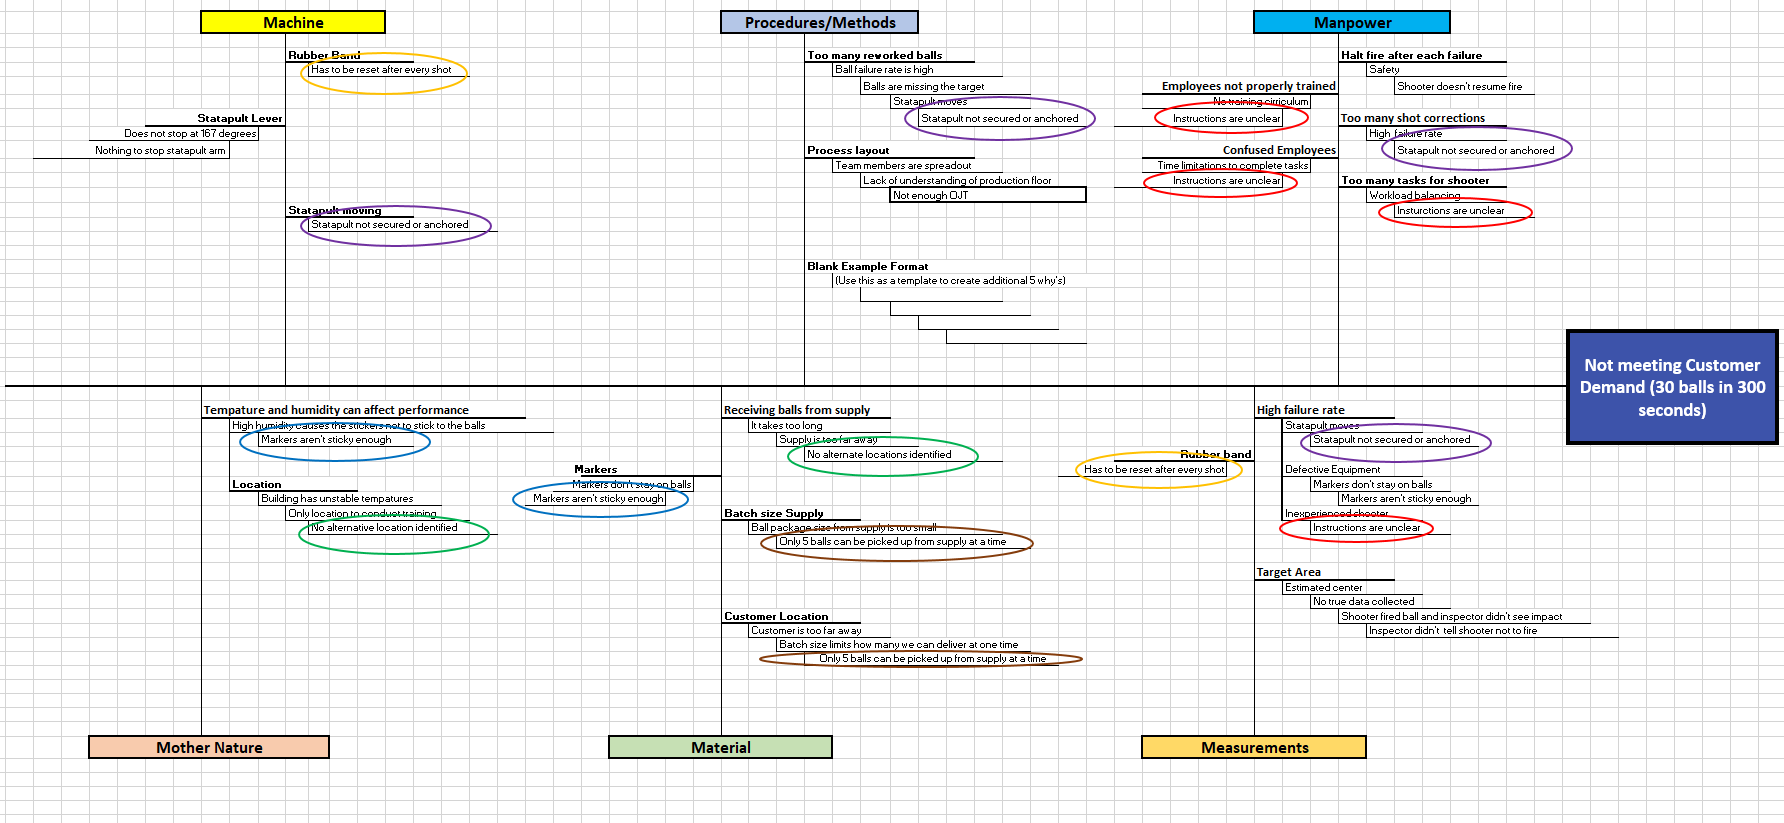 Machine
Rubber Band
Has to be reset after every shot
Statapult Lever
Does not stop at 167 degrees
Nothing to stop statapult arm
Statapult moving
Statapult not secured or anchored
Procedures/Methods
Too many reworked balls
Ball failure rate is high
Balls are missing the target
Statapult moves
Statapult not secured or anchored
Process layout
Team members are spreadout
Lack of understanding of production floor
Not enough OJT
Blank Example Format
(Use this as a template to create additional 5 why's)
Manpower
Employees not properly trained
No training cirriculum
Instructions are unclear
Confused Employees
Time limitations to complete tasks
Instructions are unclear
Halt fire after each failure
Safety
Shooter doesn't resume fire
Too many shot corrections
High failure rate
Statapult not secured or anchored
Too many tasks for shooter
Workload balancing
Insturctions are unclear
Not meeting Customer
Demand (30 balls in 300
seconds)
Tempature and humidity can affect performance
High humidity causes the stickers not to stick to the balls
Markers aren't sticky enough
Location
Building has unstable tempatures
Only location to conduct training
No alternative location identified
Mother Nature
Receiving balls from supply
It takes too long
Supply is too far away
No alternate locations identified
Markers
Markers don't stay on balls
Markers aren't sticky enough
Batch size Supply
Ball package size from supply is too small
Only 5 balls can be picked up from supply at a time
Customer Location
Customer is too far away
Batch size limits how many we can deliver at one time
Only 5 balls can be picked up from supply at a time
Material
High failure rate
Statapult moves
Statapult not secured or anchored
Rubber band
Has to be reset after every shot
Defective Equipment
Markers don't stay on balls
Markers aren't sticky enough
Inexperienced shooter
Instructions are unclear
Target Area
Estimated center
No true data collected
Shooter fired ball and inspector didn't see impact
Inspector didn't tell shooter not to fire
Measurements